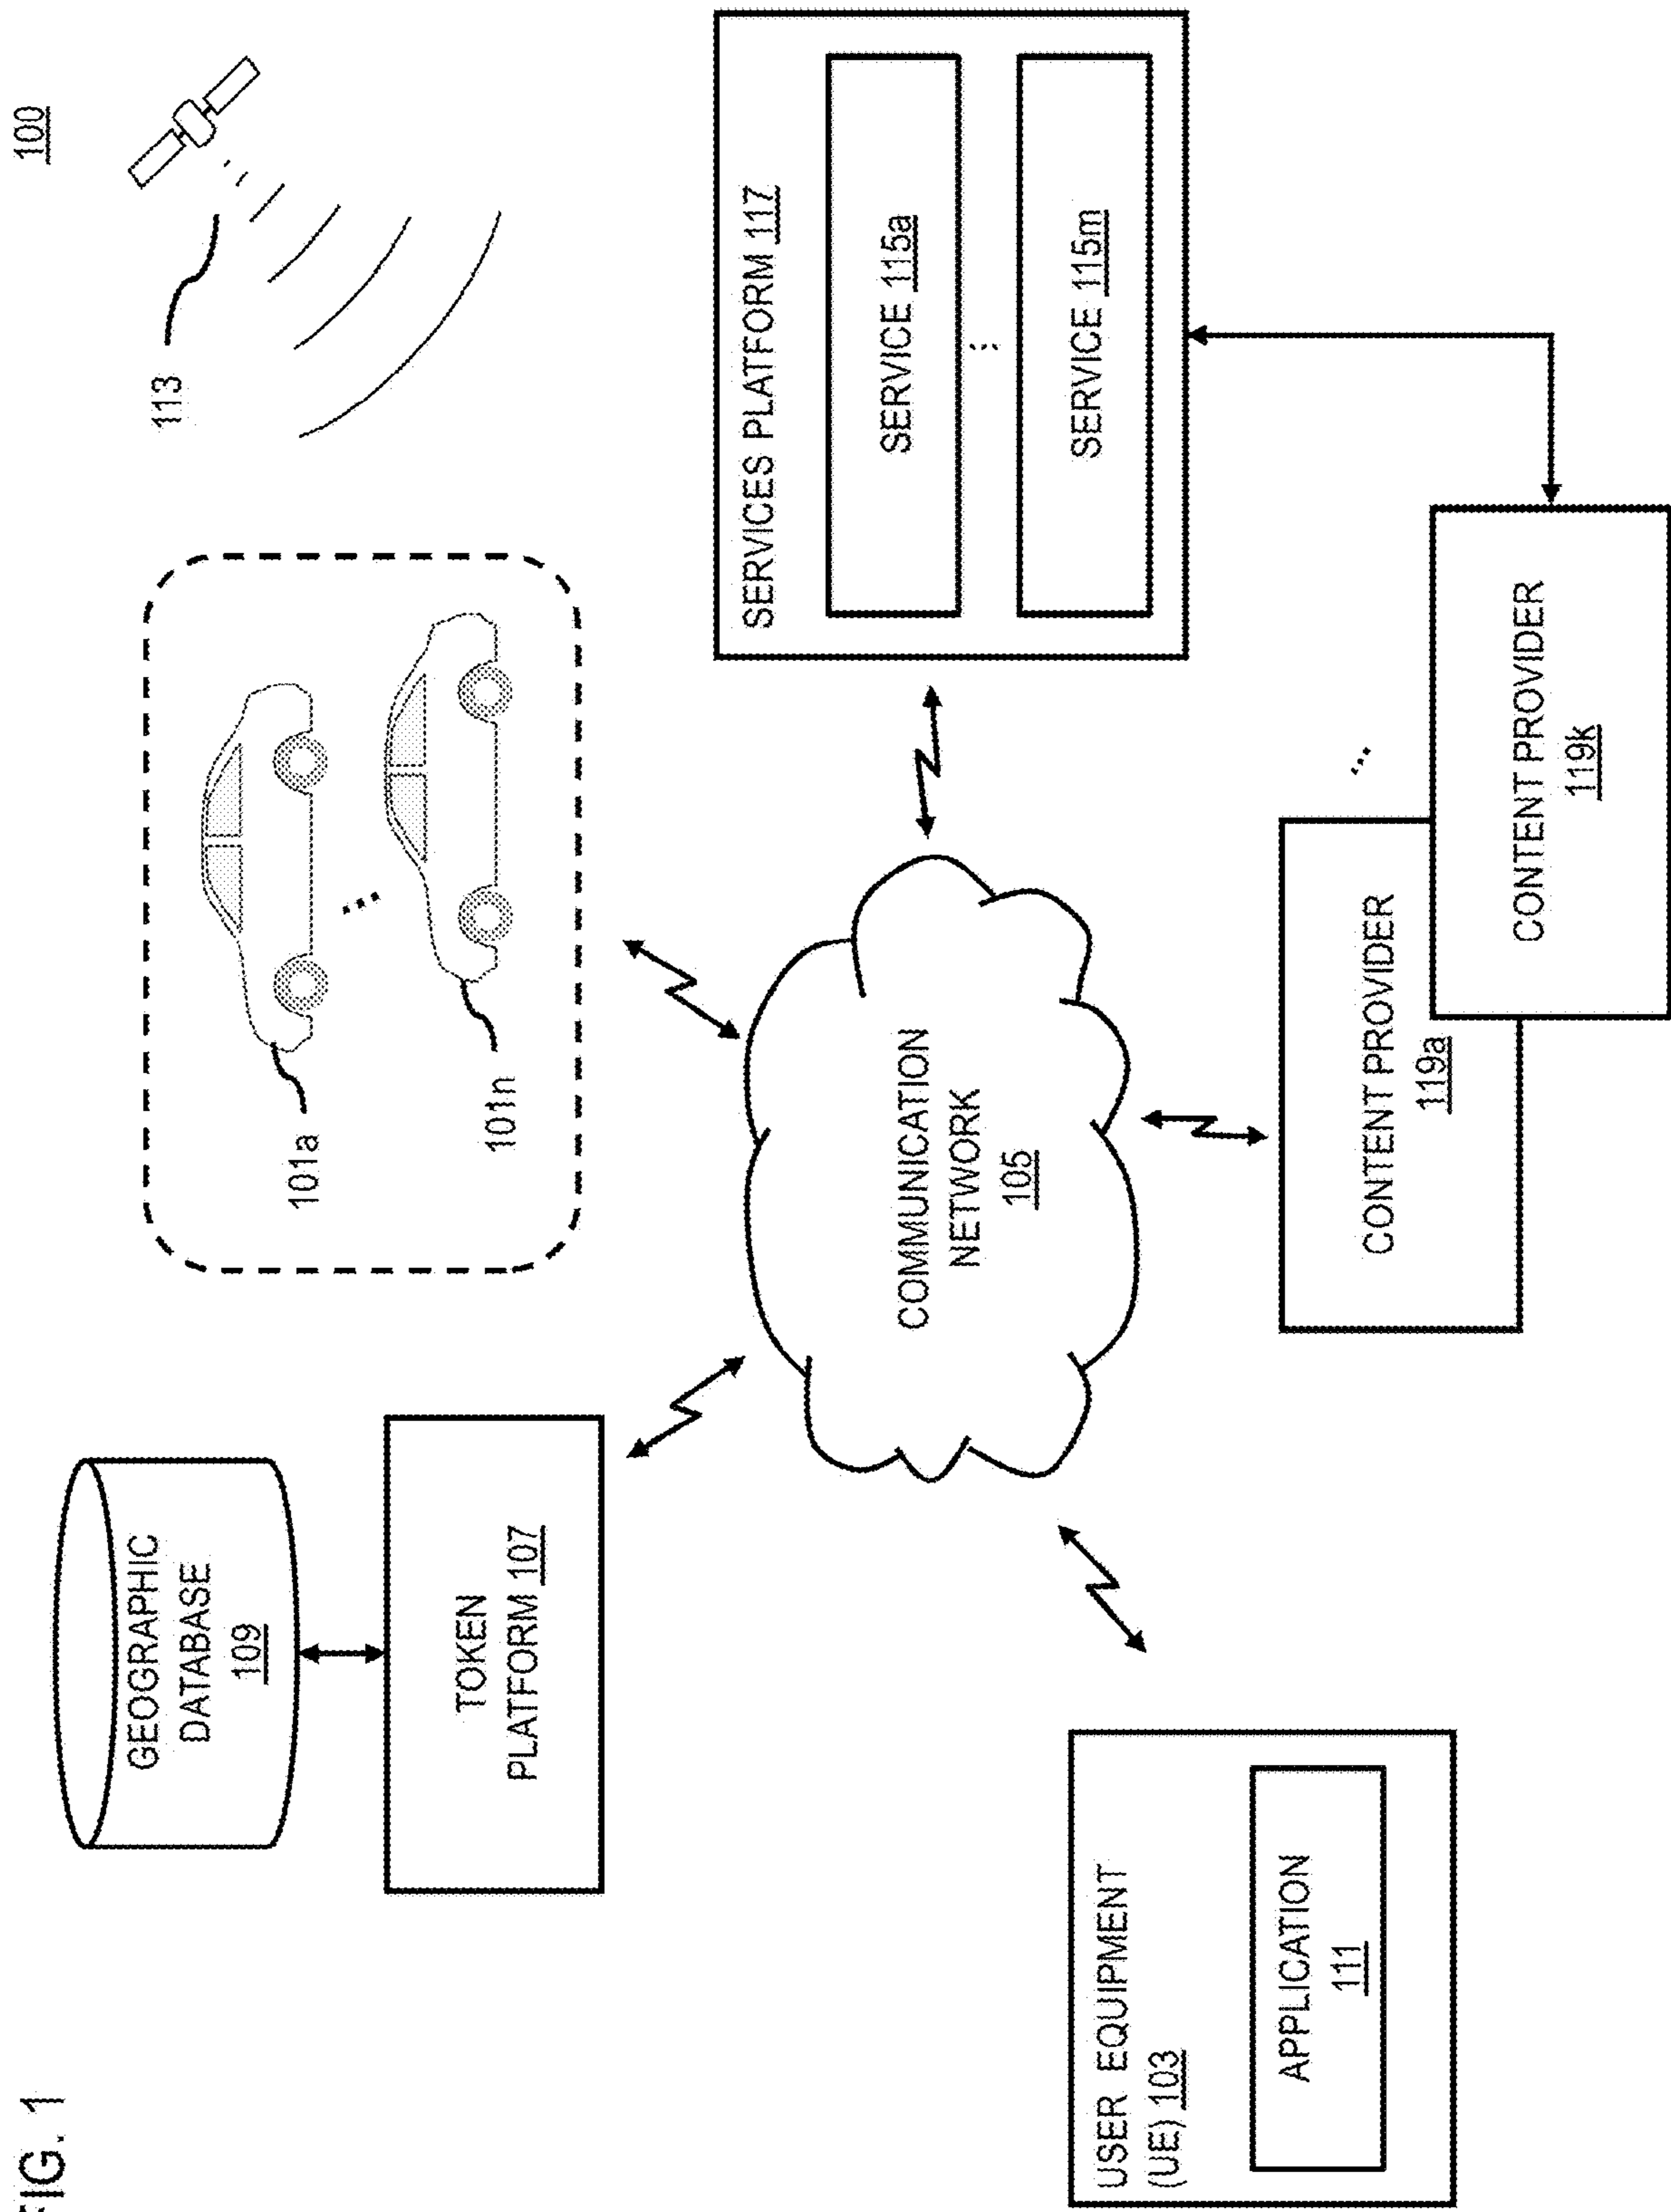 FIG. 1
100
GEOGRAPHIC
DATABASE
109
TOKEN
PLATFORM 107
101a
101n
113
COMMUNICATION
NETWORK
105
SERVICES PLATFORM 117
SERVICE 115a
...
SERVICE 115m
USER EQUIPMENT
(UE) 103
APPLICATION
111
CONTENT PROVIDER
119a
...
CONTENT PROVIDER
119k